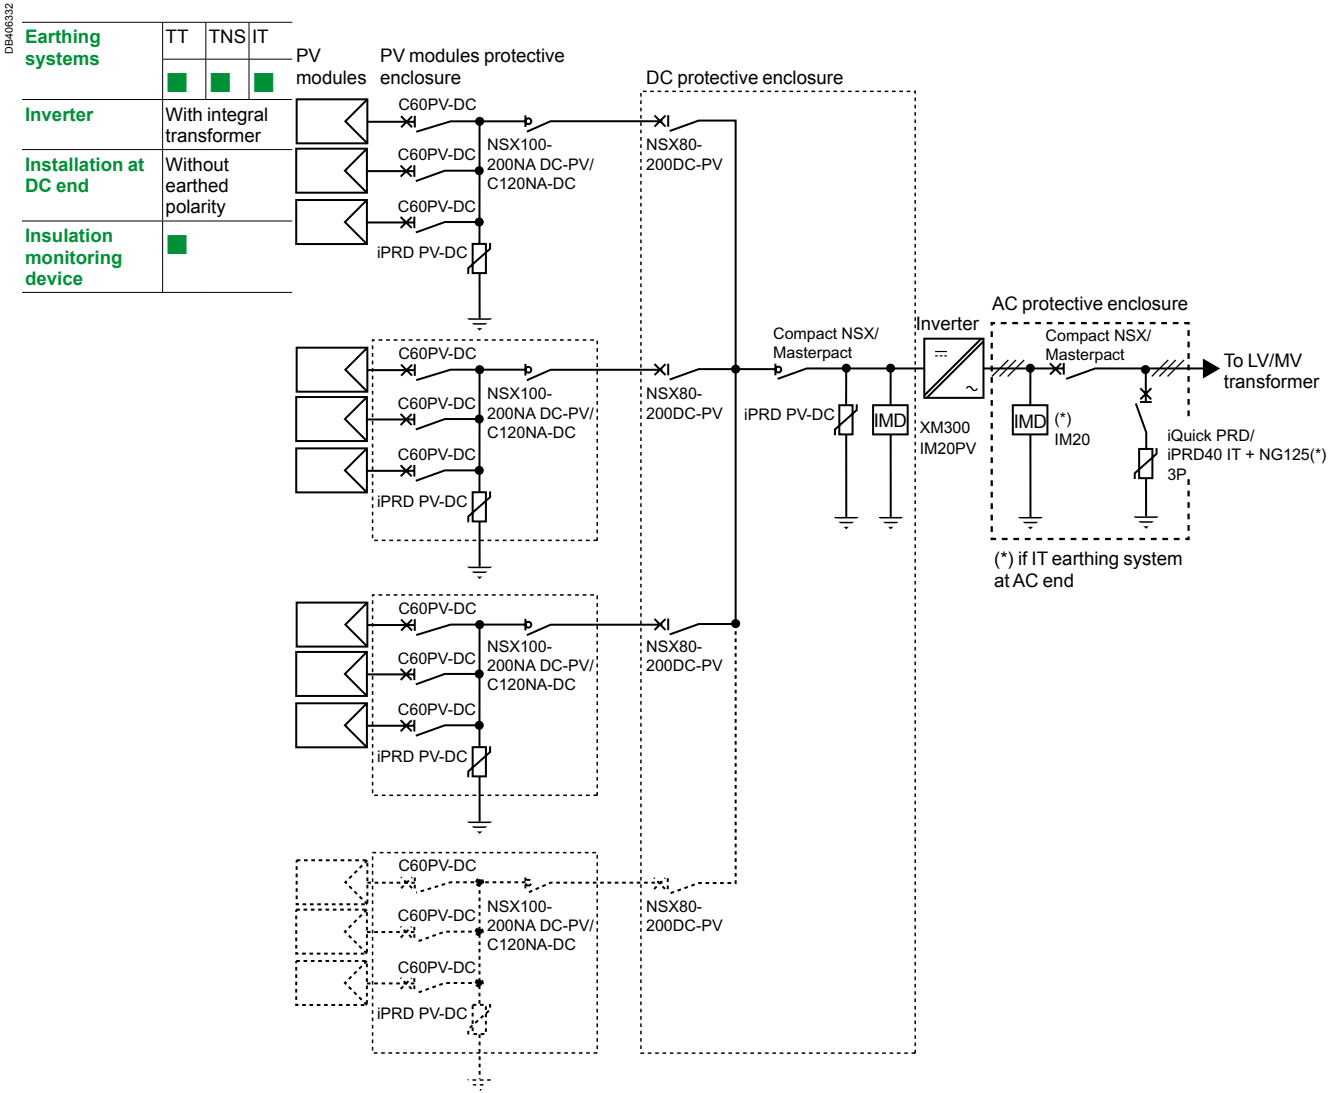 DB406332
Earthing
systems
TT
TNS
IT
Inverter
With integral
transformer
Installation at
DC end
Without
earthed
polarity
Insulation
monitoring
device
PV
modules
PV modules protective
enclosure
DC protective enclosure
C60PV-DC
C60PV-DC
C60PV-DC
iPRD PV-DC
NSX100-
200NA DC-PV/
C120NA-DC
NSX80-
200DC-PV
C60PV-DC
C60PV-DC
C60PV-DC
iPRD PV-DC
NSX100-
200NA DC-PV/
C120NA-DC
NSX80-
200DC-PV
Compact NSX/
Masterpact
iPRD PV-DC
IMD
Inverter
XM300
IM20PV
AC protective enclosure
Compact NSX/
Masterpact
IMD
(*)
IM20
To LV/MV
transformer
iQuick PRD/
iPRD40 IT + NG125(*)
3P
(*) if IT earthing system
at AC end
C60PV-DC
C60PV-DC
C60PV-DC
iPRD PV-DC
NSX100-
200NA DC-PV/
C120NA-DC
NSX80-
200DC-PV
C60PV-DC
C60PV-DC
C60PV-DC
iPRD PV-DC
NSX100-
200NA DC-PV/
C120NA-DC
NSX80-
200DC-PV